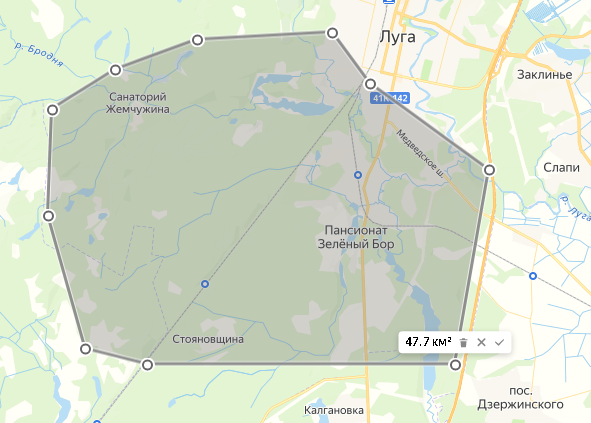 Луга
р. Бродня
Заклинье
Санаторий
Жемчужина
41К-142
Медведское ш.
Слапи
р. Луга
Пансионат
Зелёный Бор
47.7 км²
Стояновщина
пос.
Дзержинского
Калгановка